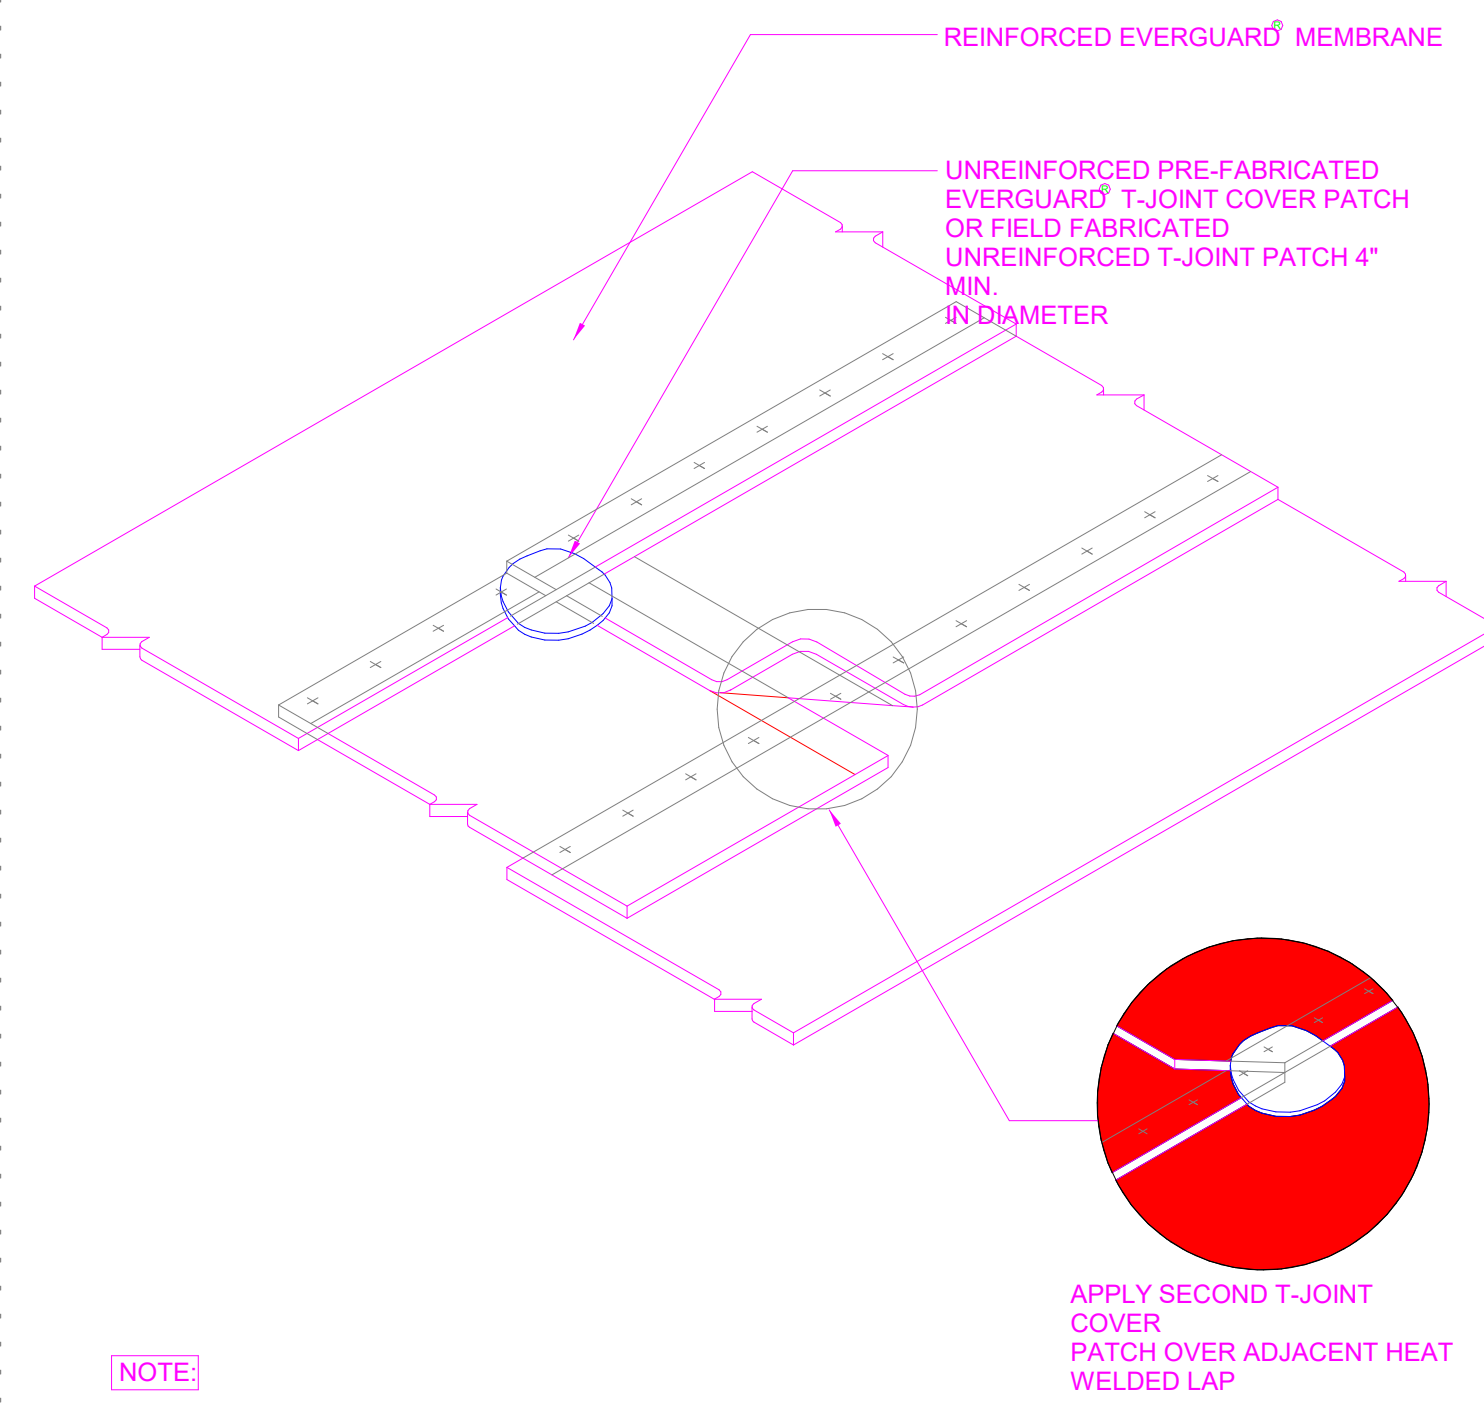 REINFORCED EVERGUARD® MEMBRANE
UNREINFORCED PRE-FABRICATED
EVERGUARD® T-JOINT COVER PATCH
OR FIELD FABRICATED
UNREINFORCED T-JOINT PATCH 4"
MIN.
IN DIAMETER
APPLY SECOND T-JOINT
COVER
PATCH OVER ADJACENT HEAT
WELDED LAP
NOTE: